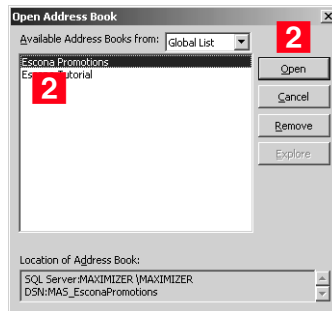 Open Address Book
Available Address Books from: Global List
2
Escona Promotions
Escona Tutorial
2
Open
Cancel
Remove
Explore
Location of Address Book:
SQL Server:MAXIMIZER \MAXIMIZER
DSN:MAS_EsconaPromotions